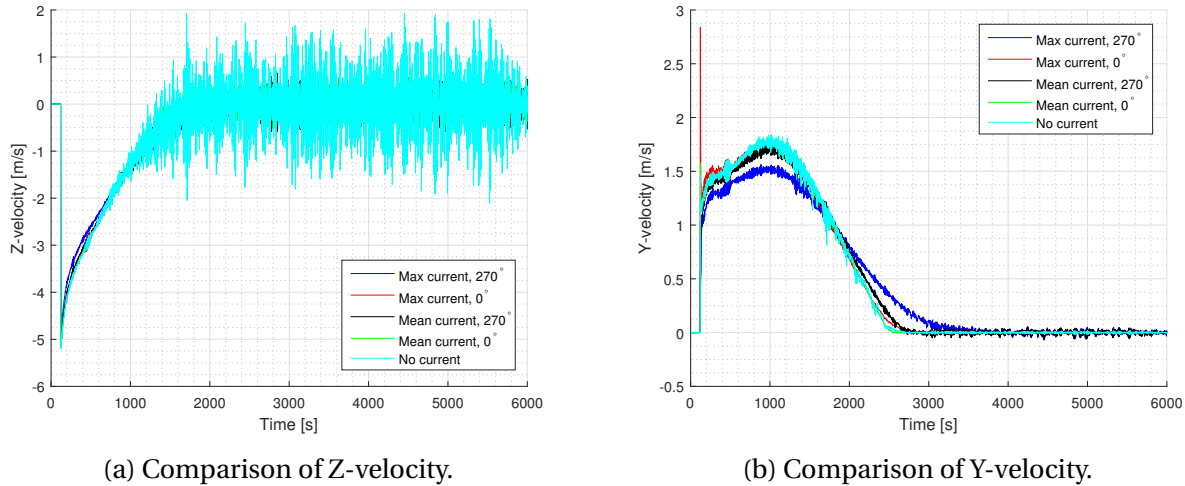 2
1
0
-1
-2
-3
-4
-5
-6
Z-velocity [m/s]
0 1000 2000 3000 4000 5000 6000
Time [s]
Max current, 270°
Max current, 0°
Mean current, 270°
Mean current, 0°
No current
(a) Comparison of Z-velocity.
3
2.5
2
1.5
1
0.5
0
-0.5
Y-velocity [m/s]
0 1000 2000 3000 4000 5000 6000
Time [s]
Max current, 270°
Max current, 0°
Mean current, 270°
Mean current, 0°
No current
(b) Comparison of Y-velocity.